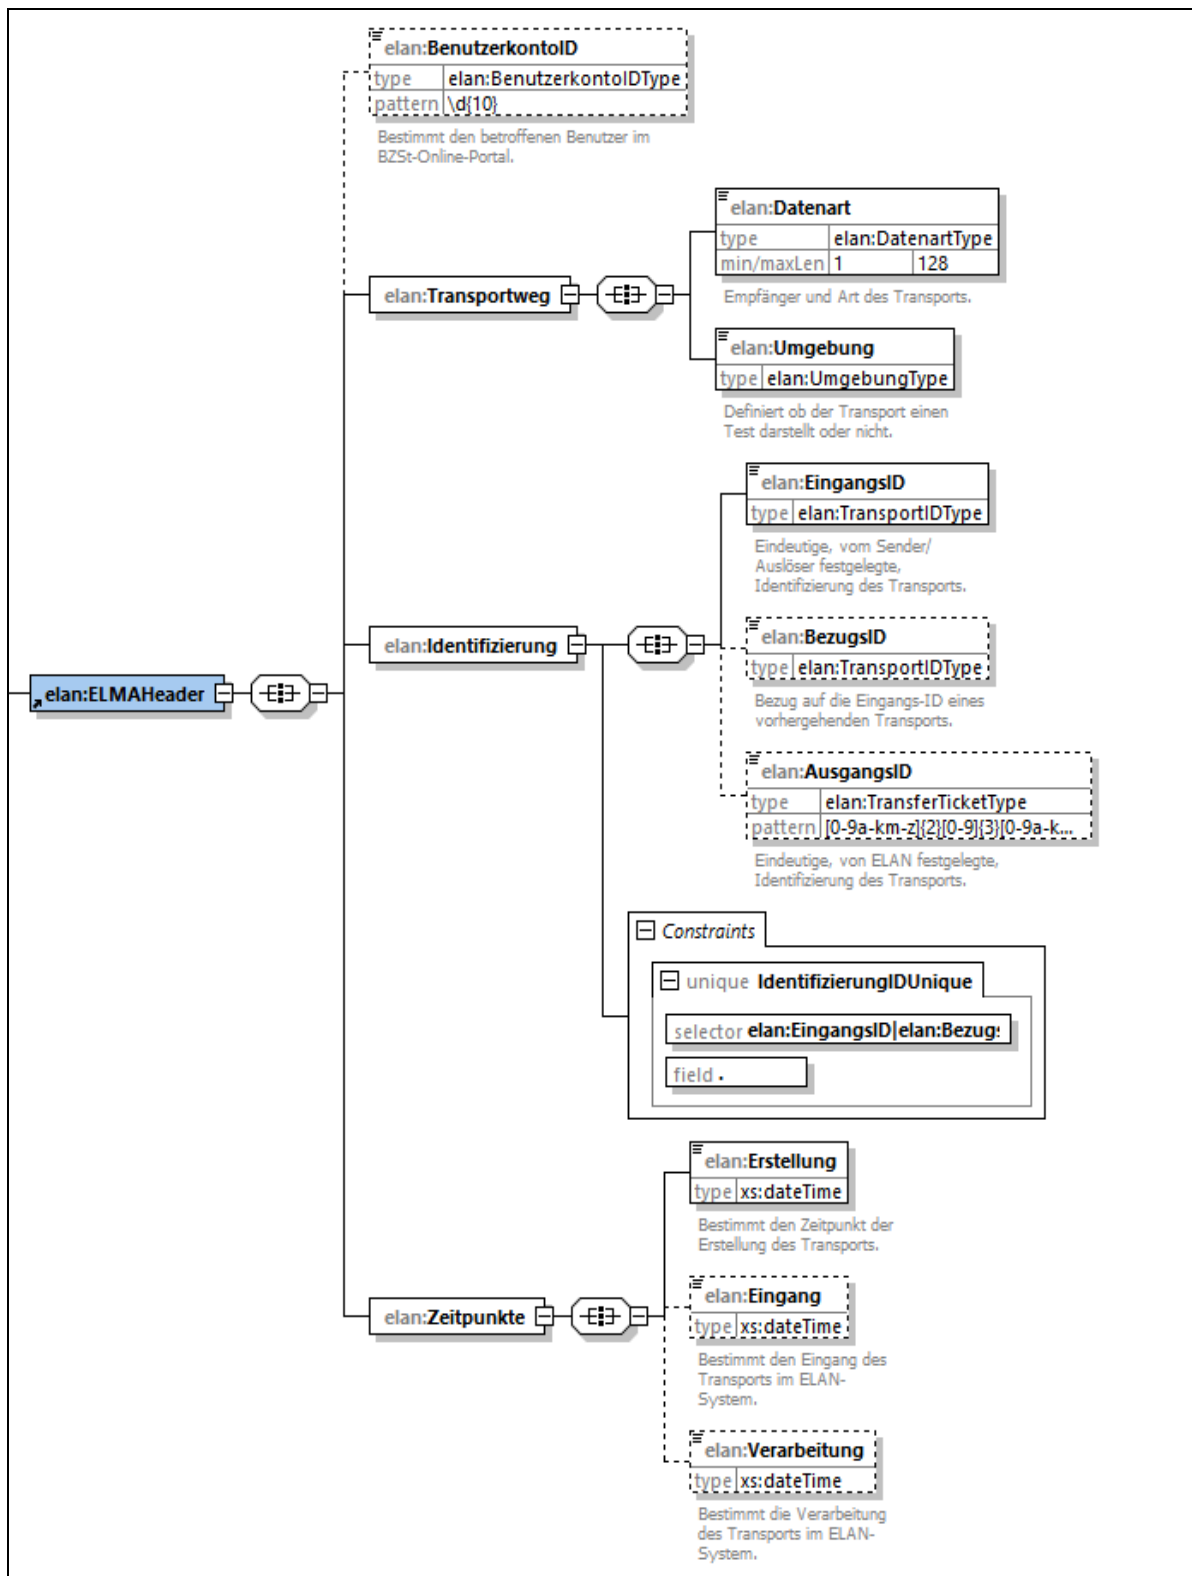 elan:BenutzerkontoID
type elan:BenutzerkontoIDType
pattern \d{10}
Bestimmt den betroffenen Benutzer im
BZSt-Online-Portal.
elan:Datenart
type elan:DatenartType
min/maxLen 1 128
Empfänger und Art des Transports.
elan:Transportweg
elan:Umgebung
type elan:UmgebungType
Definiert ob der Transport einen
Test darstellt oder nicht.
elan:EingangsID
type elan:TransportIDType
Eindeutige, vom Sender/
Auslöser festgelegte,
Identifizierung des Transports.
elan:Identifizierung
elan:BezugsID
type elan:TransportIDType
Bezug auf die Eingangs-ID eines
vorhergehenden Transports.
elan:ELMAHeader
elan:AusgangsID
type elan:TransferTicketType
pattern [0-9a-km-z]{2}[0-9]{3}[0-9a-k...
Eindeutige, von ELAN festgelegte,
Identifizierung des Transports.
Constraints
unique IdentifizierungIDUnique
selector elan:EingangsID|elan:Bezugs
field .
elan:Erstellung
type xs:dateTime
Bestimmt den Zeitpunkt der
Erstellung des Transports.
elan:Zeitpunkte
elan:Eingang
type xs:dateTime
Bestimmt den Eingang des
Transports im ELAN-
System.
elan:Verarbeitung
type xs:dateTime
Bestimmt die Verarbeitung
des Transports im ELAN-
System.